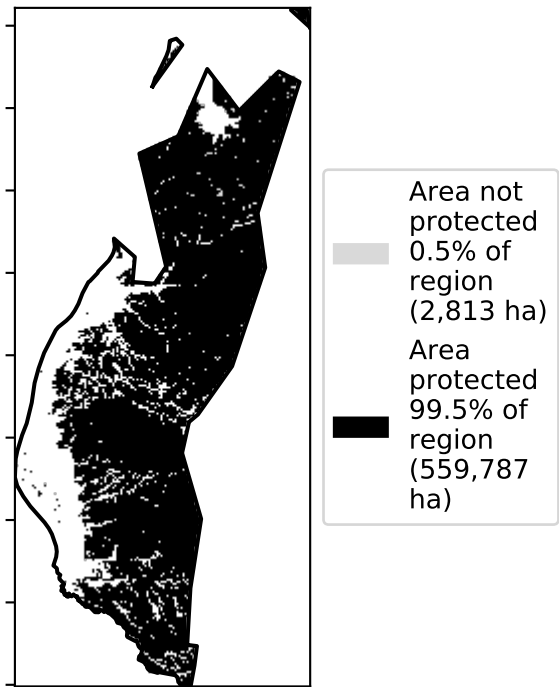 Area not
protected
0.5% of
region
(2,813 ha)
Area
protected
99.5% of
region
(559,787
ha)